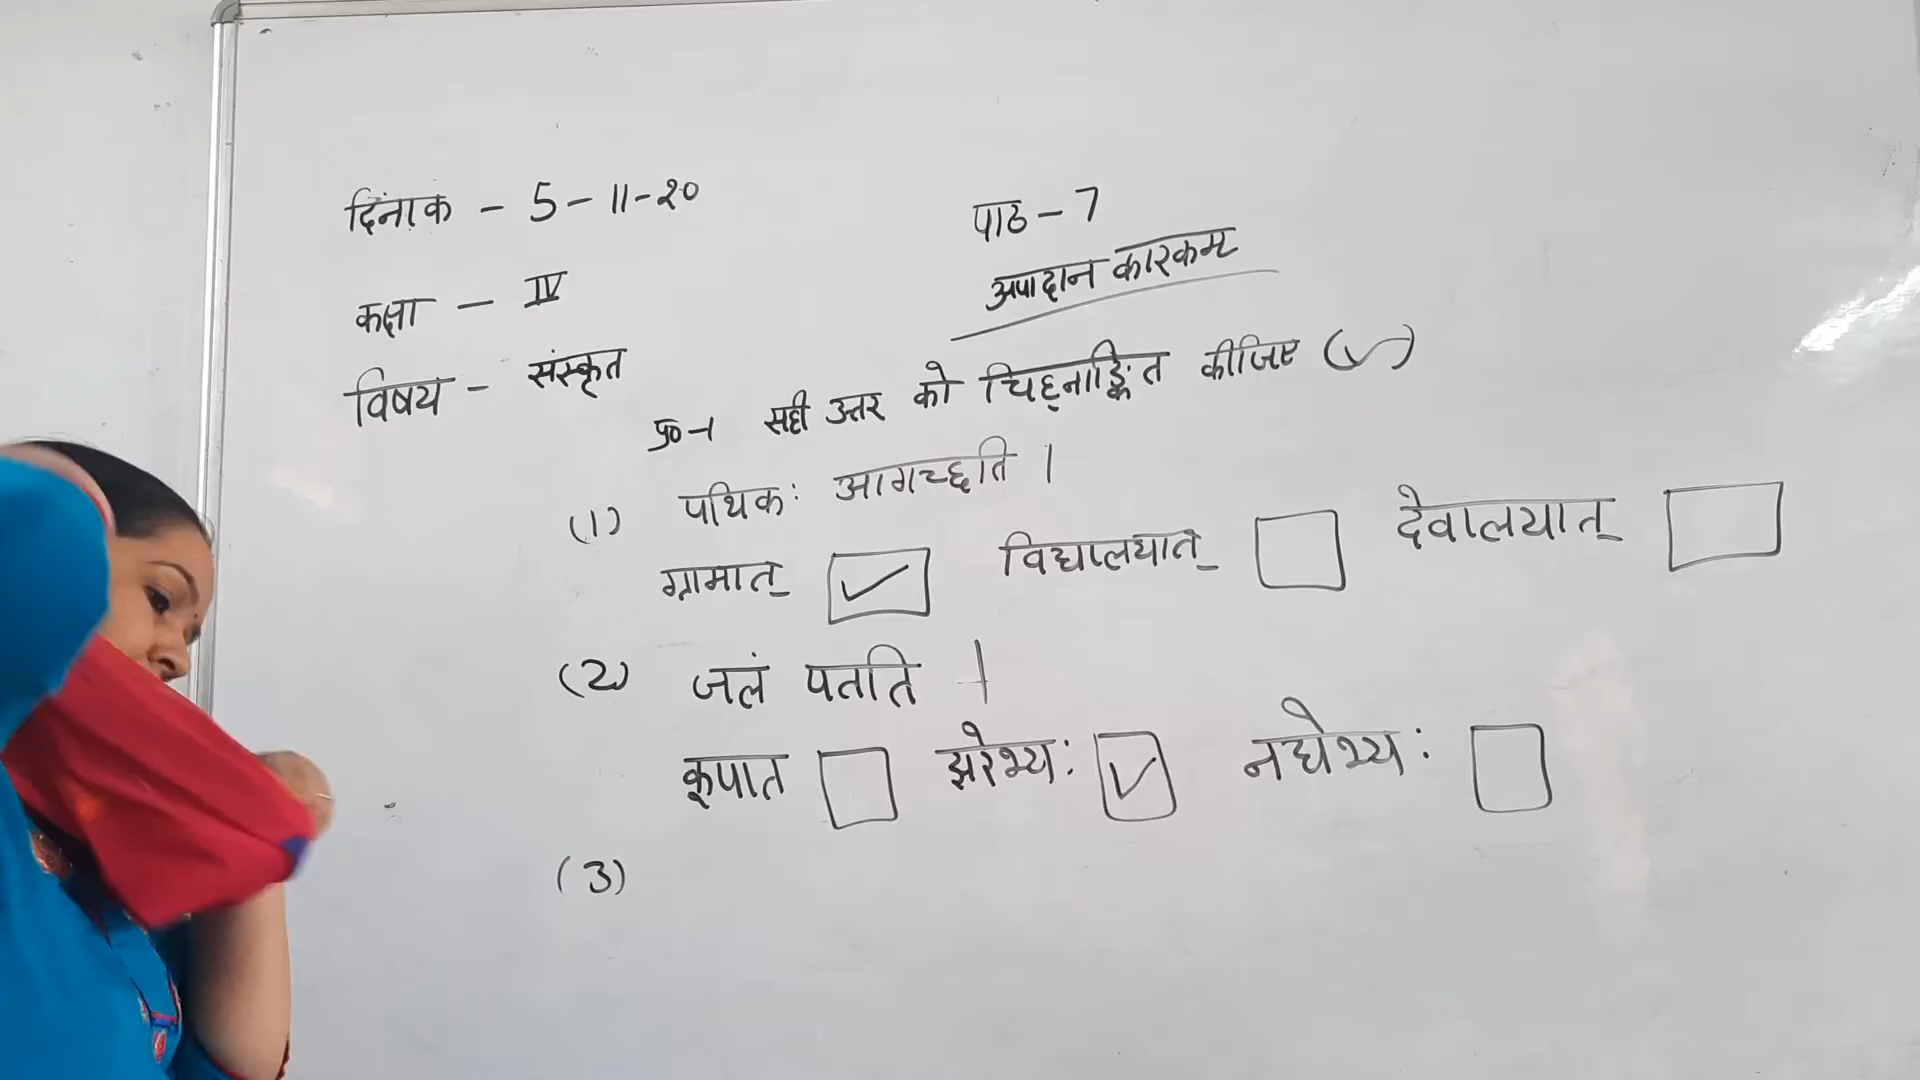 दिनांक - 5-11-20
पाठ - 7
अपादान कारकम्
कक्षा - IV
विषय - संस्कृत
प्र०-1 सही उत्तर को चिह्नाङ्कित कीजिए (✓)
(1) पथिकः आगच्छति ।
ग्रामात् ✓ विद्यालयात् देवालयात्
(2) जलं पतति ।
कूपात झरेभ्यः ✓ नद्येभ्यः
(3)